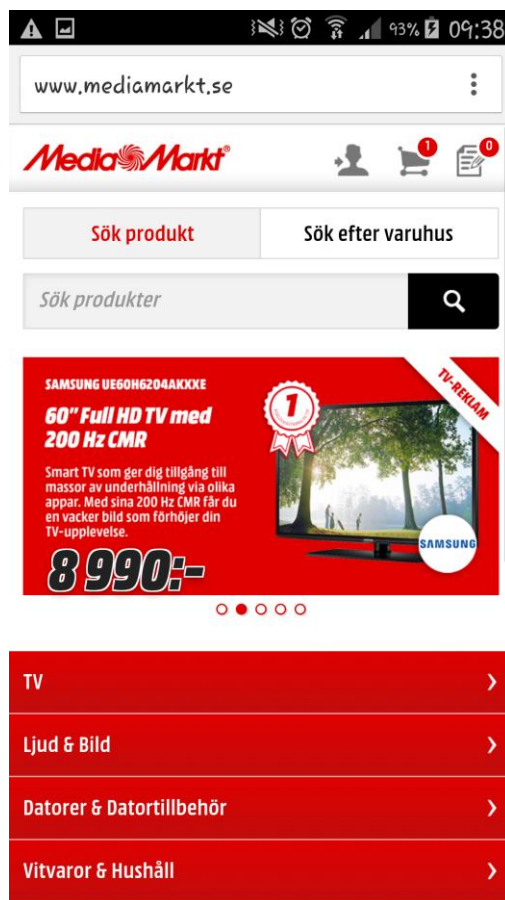 93% 09:38
www.mediamarkt.se
Media Markt®
1
0
Sök produkt
Sök efter varuhus
Sök produkter
TV-REKLAM
SAMSUNG UE60H6204AKXXE
60" Full HD TV med
200 Hz CMR
1
Smart TV som ger dig tillgång till
massor av underhållning via olika
appar. Med sina 200 Hz CMR får du
en vacker bild som förhöjer din
TV-upplevelse.
SAMSUNG
8 990:-
TV
Ljud & Bild
Datorer & Datortillbehör
Vitvaror & Hushåll